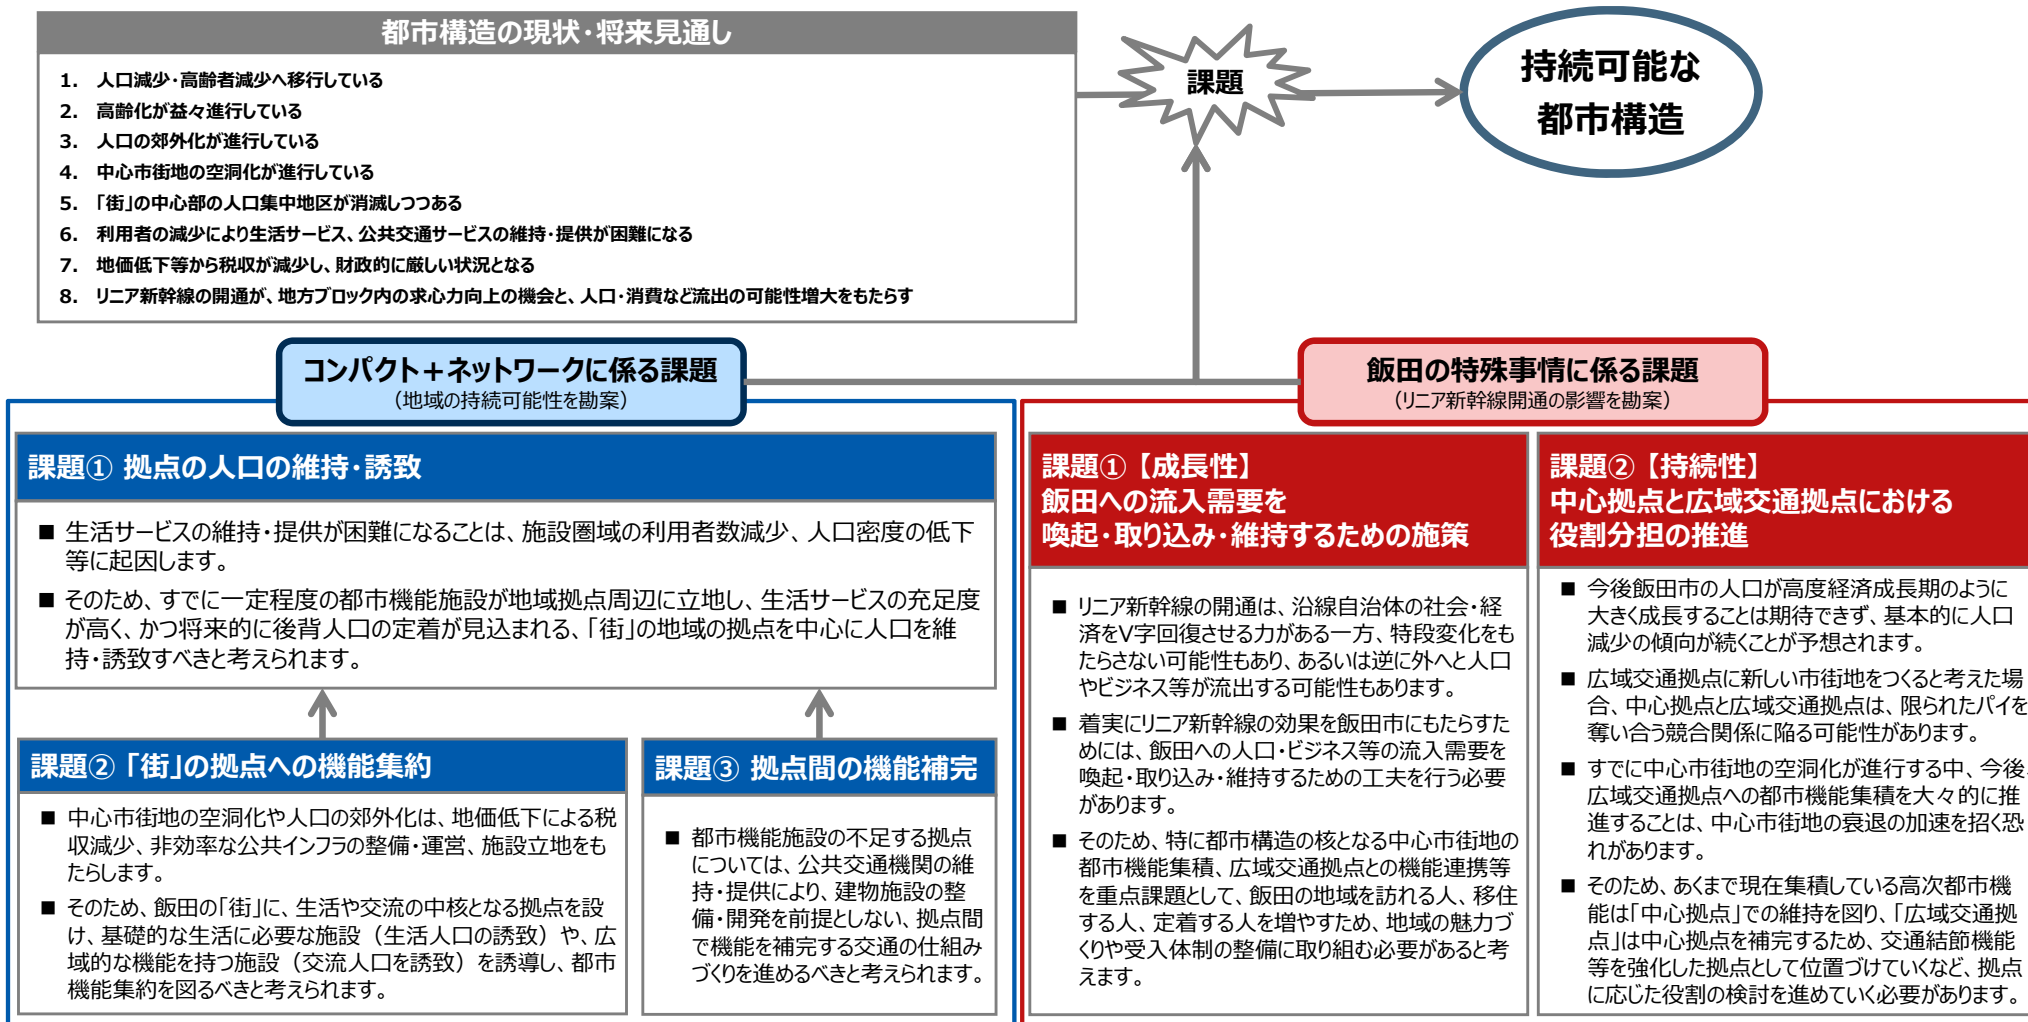 都市構造の現状・将来見通し
1. 人口減少・高齢者減少へ移行している
2. 高齢化が益々進行している
3. 人口の郊外化が進行している
4. 中心市街地の空洞化が進行している
5. 「街」の中心部の人口集中地区が消滅しつつある
6. 利用者の減少により生活サービス、公共交通サービスの維持・提供が困難になる
7. 地価低下等から税収が減少し、財政的に厳しい状況となる
8. リニア新幹線の開通が、地方ブロック内の求心力向上の機会と、人口・消費など流出の可能性増大をもたらす
課題
持続可能な
都市構造
コンパクト＋ネットワークに係る課題
（地域の持続可能性を勘案）
課題① 拠点の人口の維持・誘致
■ 生活サービスの維持・提供が困難になることは、施設圏域の利用者数減少、人口密度の低下
等に起因します。
■ そのため、すでに一定程度の都市機能施設が地域拠点周辺に立地し、生活サービスの充足度
が高く、かつ将来的に後背人口の定着が見込まれる、「街」の地域の拠点を中心に人口を維
持・誘致すべきと考えられます。
課題② 「街」の拠点への機能集約
■ 中心市街地の空洞化や人口の郊外化は、地価低下による税
収減少、非効率な公共インフラの整備・運営、施設立地をも
たらします。
■ そのため、飯田の「街」に、生活や交流の中核となる拠点を設
け、基礎的な生活に必要な施設（生活人口の誘致）や、広
域的な機能を持つ施設（交流人口を誘致）を誘導し、都市
機能集約を図るべきと考えられます。
課題③ 拠点間の機能補完
■ 都市機能施設の不足する拠点
については、公共交通機関の維
持・提供により、建物施設の整
備・開発を前提としない、拠点間
で機能を補完する交通の仕組み
づくりを進めるべきと考えられます。
飯田の特殊事情に係る課題
（リニア新幹線開通の影響を勘案）
課題① 【成長性】
飯田への流入需要を
喚起・取り込み・維持するための施策
■ リニア新幹線の開通は、沿線自治体の社会・経
済をV字回復させる力がある一方、特段変化をも
たらさない可能性もあり、あるいは逆に外へと人口
やビジネス等が流出する可能性もあります。
■ 着実にリニア新幹線の効果を飯田市にもたらすた
めには、飯田への人口・ビジネス等の流入需要を
喚起・取り込み・維持するための工夫を行う必要
があります。
■ そのため、特に都市構造の核となる中心市街地の
都市機能集積、広域交通拠点との機能連携等
を重点課題として、飯田の地域を訪れる人、移住
する人、定着する人を増やすため、地域の魅力づ
くりや受入体制の整備に取り組む必要があると考
えます。
課題② 【持続性】
中心拠点と広域交通拠点における
役割分担の推進
■ 今後飯田市の人口が高度経済成長期のように
大きく成長することは期待できず、基本的に人口
減少の傾向が続くことが予想されます。
■ 広域交通拠点に新しい市街地をつくると考えた場
合、中心拠点と広域交通拠点は、限られたパイを
奪い合う競合関係に陥る可能性があります。
■ すでに中心市街地の空洞化が進行する中、今後、
広域交通拠点への都市機能集積を大々的に推
進することは、中心市街地の衰退の加速を招く恐
れがあります。
■ そのため、あくまで現在集積している高次都市機
能は「中心拠点」での維持を図り、「広域交通拠
点」は中心拠点を補完するため、交通結節機能
等を強化した拠点として位置づけていくなど、拠点
に応じた役割の検討を進めていく必要があります。